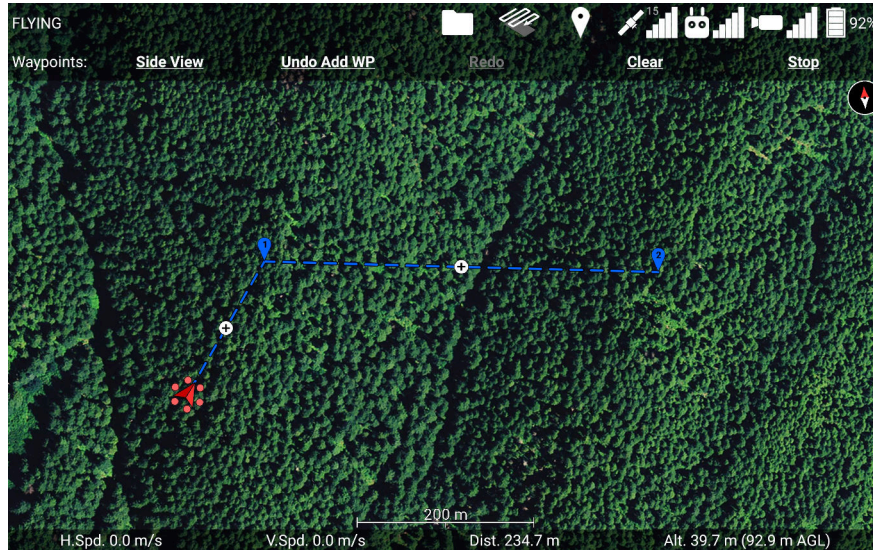 FLYING
15
92%
Waypoints: Side View Undo Add WP Redo Clear Stop
1
2
200 m
H.Spd. 0.0 m/s V.Spd. 0.0 m/s Dist. 234.7 m Alt. 39.7 m (92.9 m AGL)